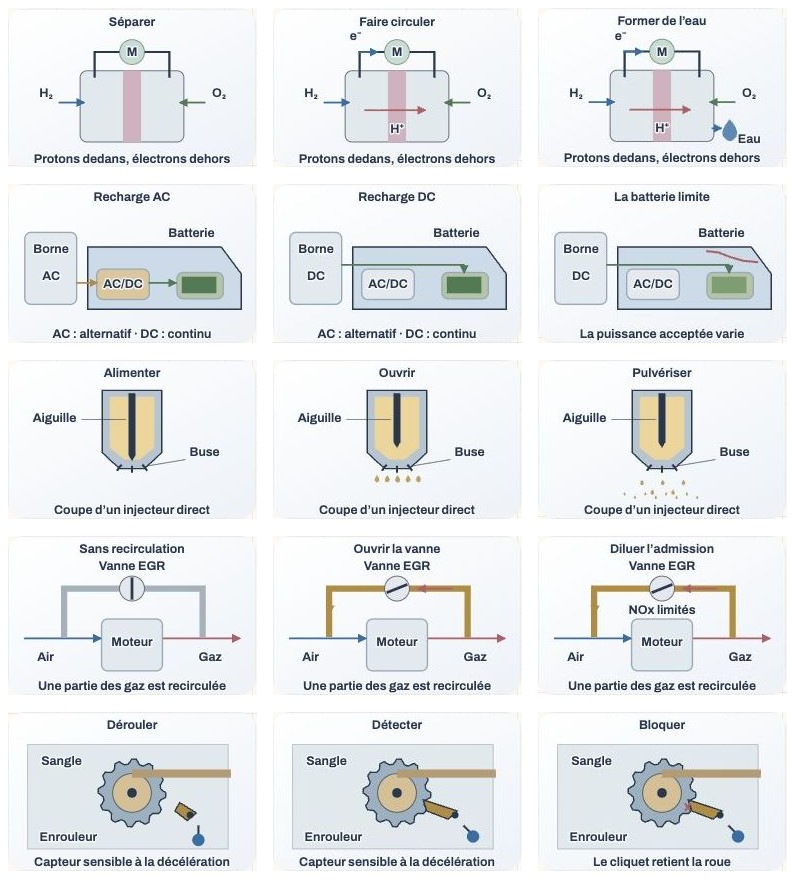 Séparer
M
H₂
O₂
Protons dedans, électrons dehors
Faire circuler
e⁻
M
H₂
O₂
H⁺
Protons dedans, électrons dehors
Former de l’eau
e⁻
M
H₂
O₂
H⁺
Eau
Protons dedans, électrons dehors
Recharge AC
Batterie
Borne
AC
AC/DC
AC : alternatif · DC : continu
Recharge DC
Batterie
Borne
DC
AC/DC
AC : alternatif · DC : continu
La batterie limite
Batterie
Borne
DC
AC/DC
La puissance acceptée varie
Alimenter
Aiguille
Buse
Coupe d’un injecteur direct
Ouvrir
Aiguille
Buse
Coupe d’un injecteur direct
Pulvériser
Aiguille
Buse
Coupe d’un injecteur direct
Sans recirculation
Vanne EGR
Moteur
Air
Gaz
Une partie des gaz est recirculée
Ouvrir la vanne
Vanne EGR
Moteur
Air
Gaz
Une partie des gaz est recirculée
Diluer l’admission
Vanne EGR
NOx limités
Moteur
Air
Gaz
Une partie des gaz est recirculée
Dérouler
Sangle
Enrouleur
Capteur sensible à la décélération
Détecter
Sangle
Enrouleur
Capteur sensible à la décélération
Bloquer
Sangle
Enrouleur
Le cliquet retient la roue